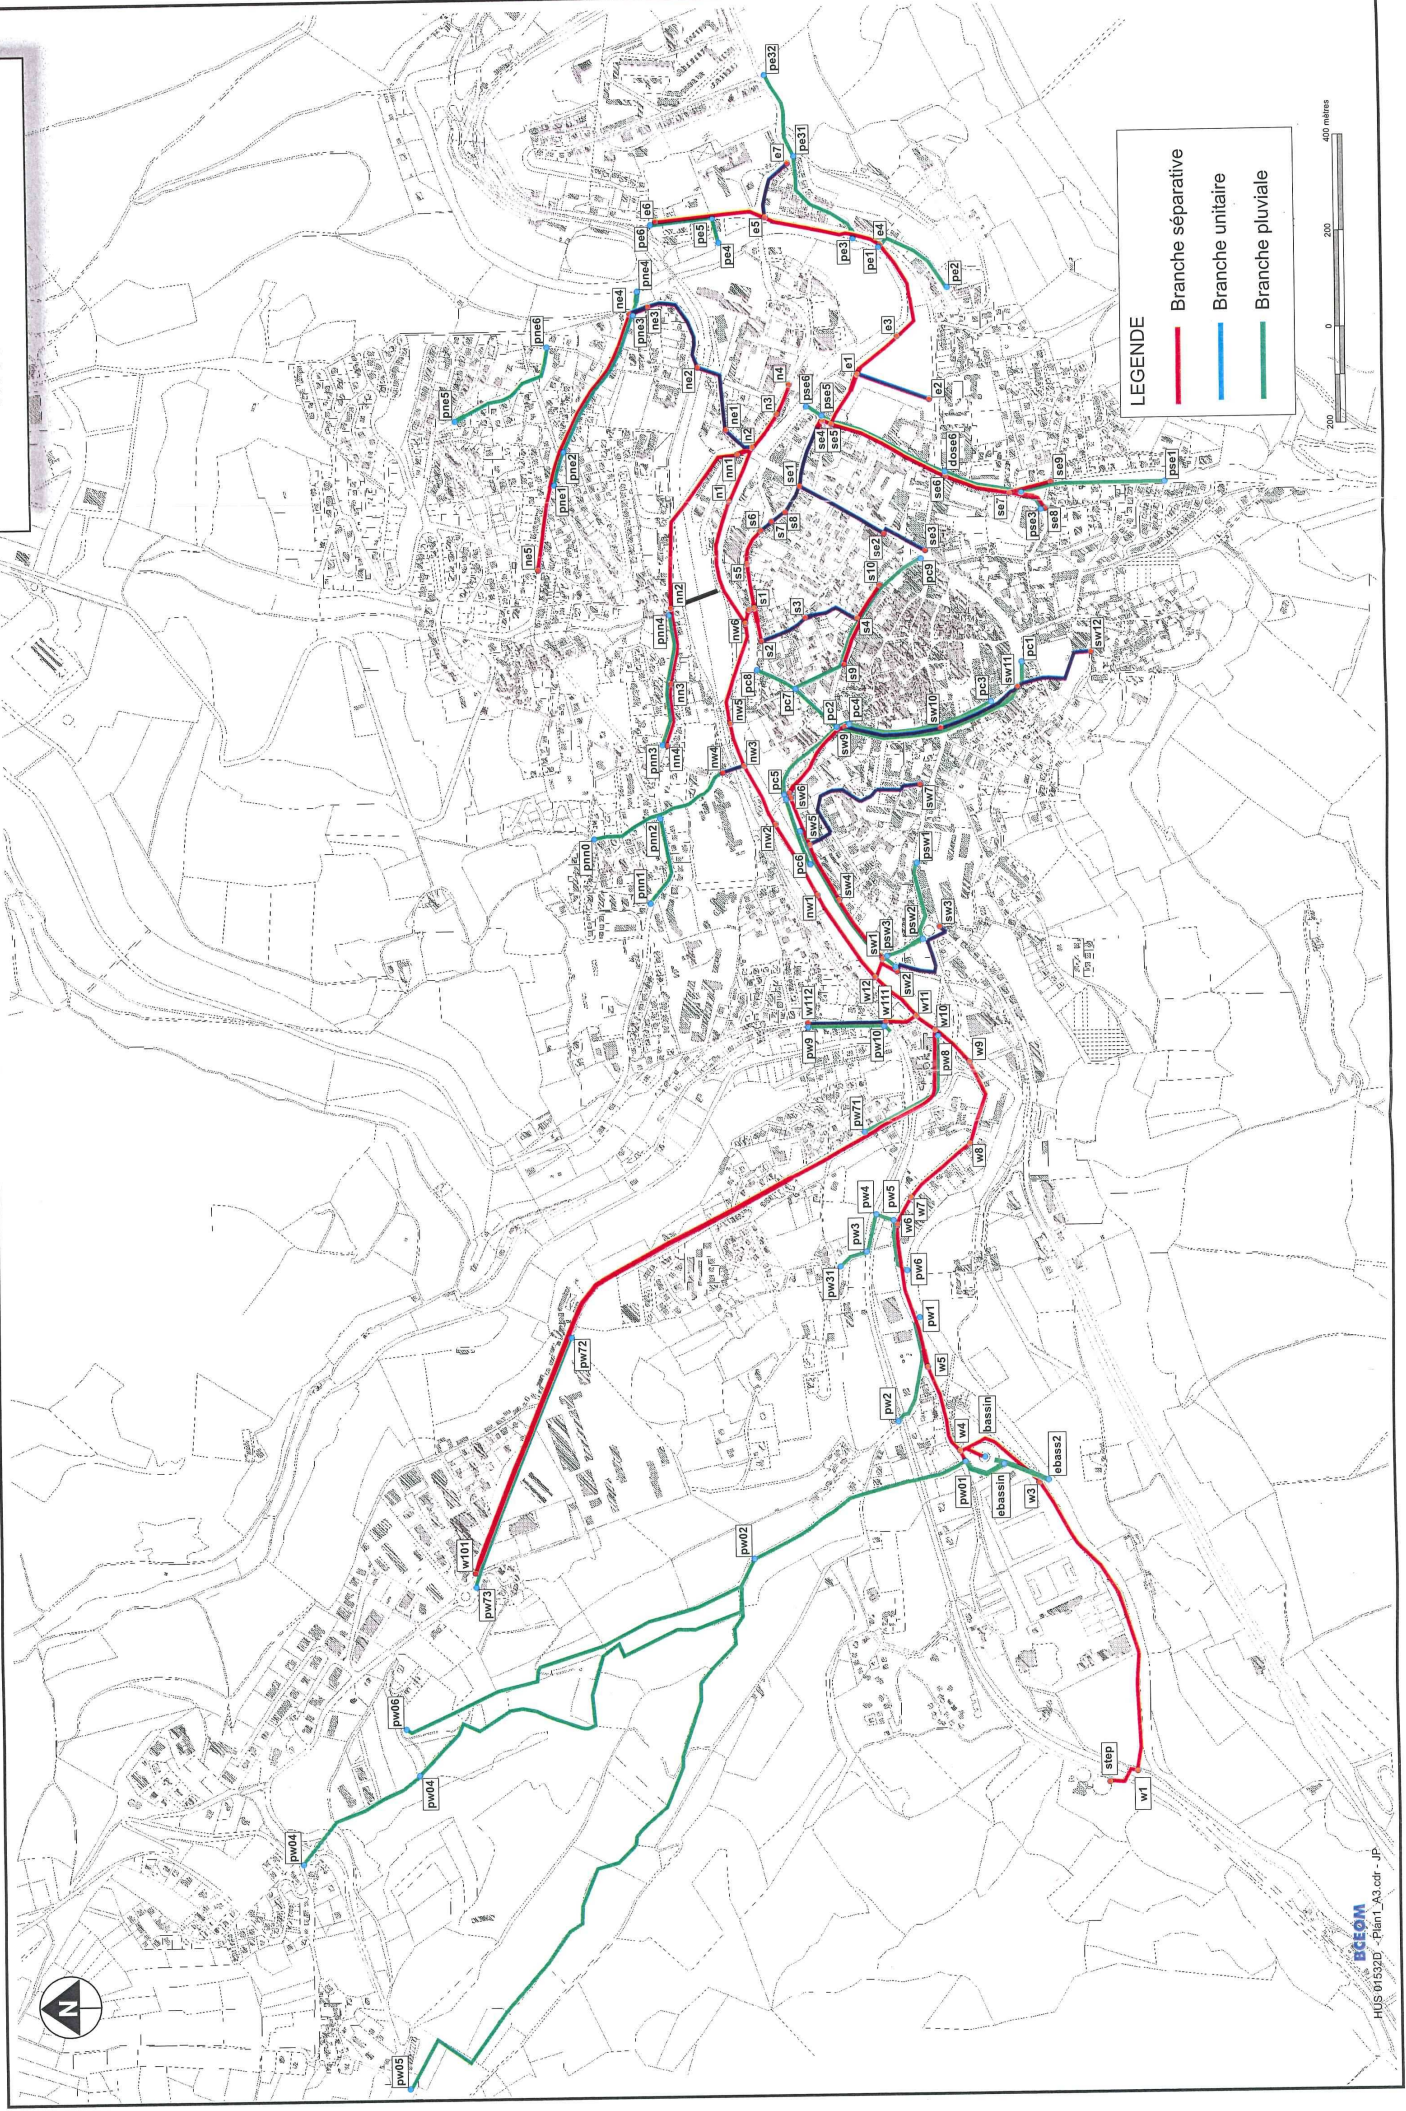 N
pw05
pw04
pw04
pw06
pw73
w101
pw72
pw02
pw01
w4
bassin
ebassin
ebass2
w3
step
w1
pw2
w5
pw1
pw6
pw31
pw3
pw4
pw5
w6
w7
w8
w9
pw71
pw8
w10
w11
pw9
w112
pw10
w111
w12
sw1
sw2
psw3
psw2
psw1
sw3
nw1
sw4
nw2
pc6
sw5
sw6
pc5
sw7
pnn1
pnn2
pnn0
nw4
nw3
nw5
pnn3
nn4
nn3
pnn4
nn2
nw6
pc8
pc7
pc2
pc4
sw9
sw10
pc3
sw11
pc1
sw12
s1
s2
s3
s4
s9
s10
s5
s6
s7
s8
pc9
se3
se2
se1
n1
nn1
n2
n3
n4
ne1
ne2
ne3
ne4
pne3
pne4
ne5
pne1
pne2
pne5
pne6
se4
se5
pse5
pse6
se6
dose6
se7
pse3
se8
se9
pse1
e1
e2
e3
e4
pe1
pe2
pe3
e5
pe4
pe5
pe6
e6
e7
pe31
pe32
LEGENDE
Branche séparative
Branche unitaire
Branche pluviale
200
0
200
400 mètres
BCEOM
HUS 01532D - Plan1_A3.cdr - JP